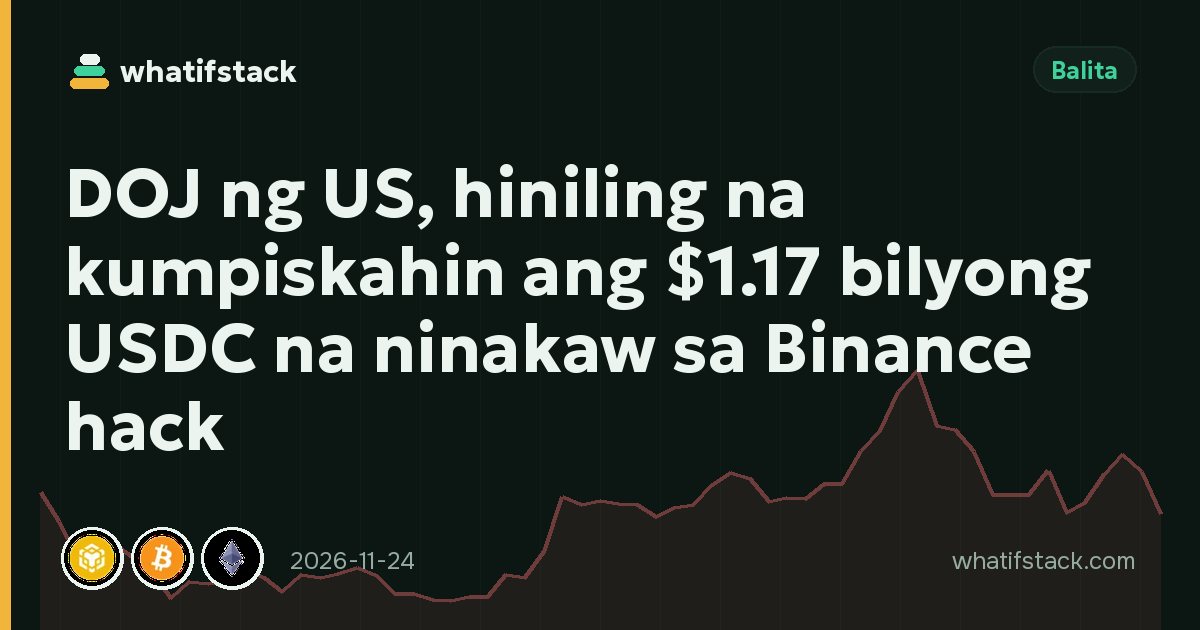 whatifstack
Balita
DOJ ng US, hiniling na
kumpiskahin ang $1.17 bilyong
USDC na ninakaw sa Binance
hack
2026-11-24
whatifstack.com